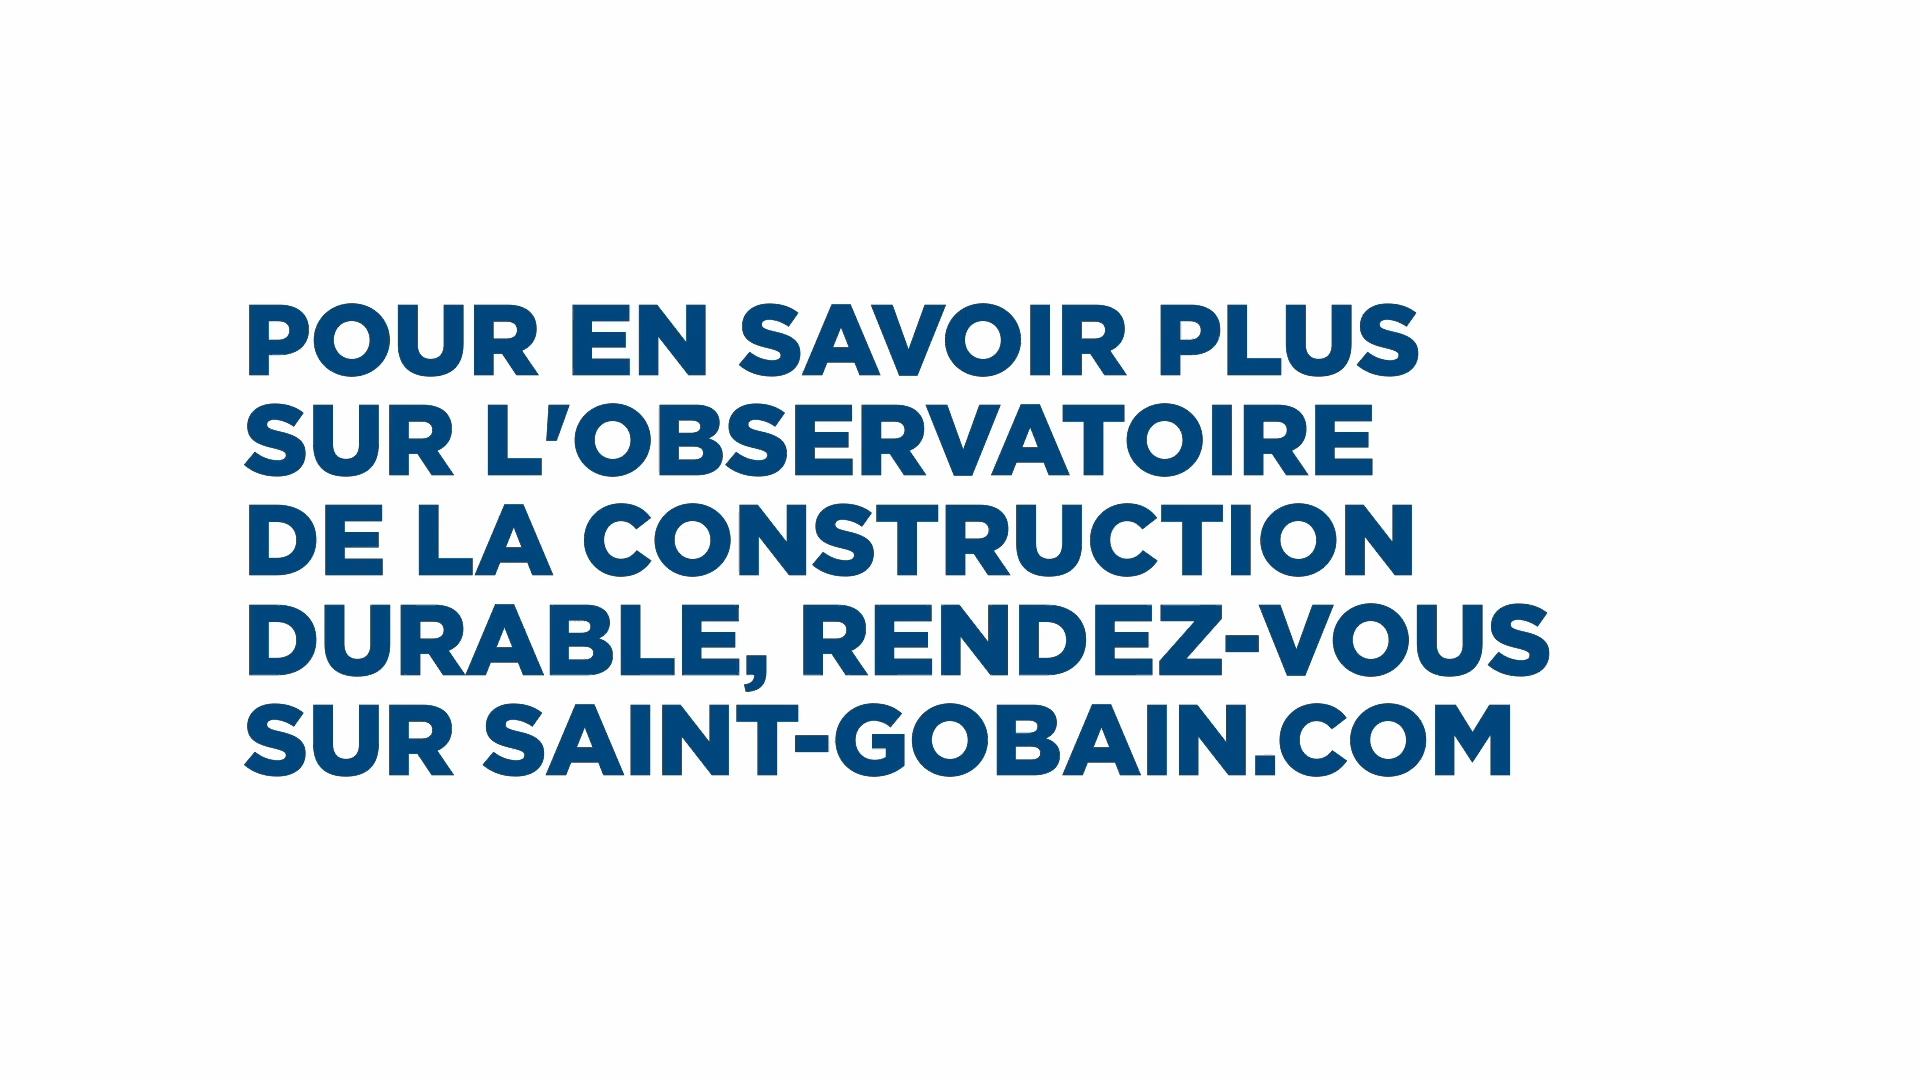 POUR EN SAVOIR PLUS
SUR L'OBSERVATOIRE
DE LA CONSTRUCTION
DURABLE, RENDEZ-VOUS
SUR SAINT-GOBAIN.COM